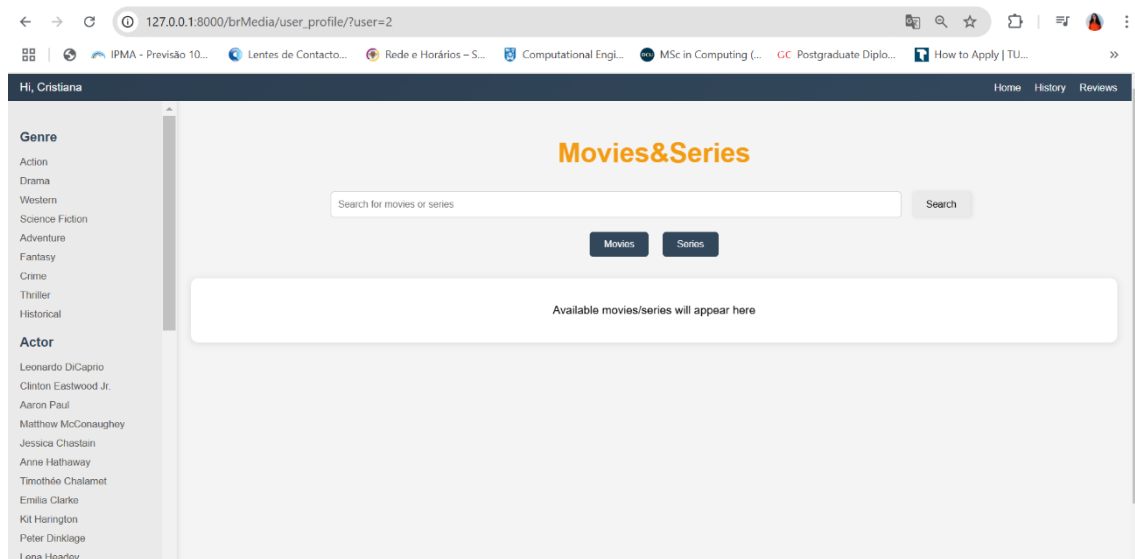 127.0.0.1:8000/brMedia/user_profile/?user=2
IPMA - Previsão 10... Lentes de Contacto... Rede e Horários – S... Computational Engi... MSc in Computing (... GC Postgraduate Diplo... How to Apply | TU... »
Hi, Cristiana Home History Reviews
Genre
Action
Drama
Western
Science Fiction
Adventure
Fantasy
Crime
Thriller
Historical
Actor
Leonardo DiCaprio
Clinton Eastwood Jr.
Aaron Paul
Matthew McConaughey
Jessica Chastain
Anne Hathaway
Timothée Chalamet
Emilia Clarke
Kit Harington
Peter Dinklage
Lena Headey
Movies&Series
Search for movies or series Search
Movies Series
Available movies/series will appear here